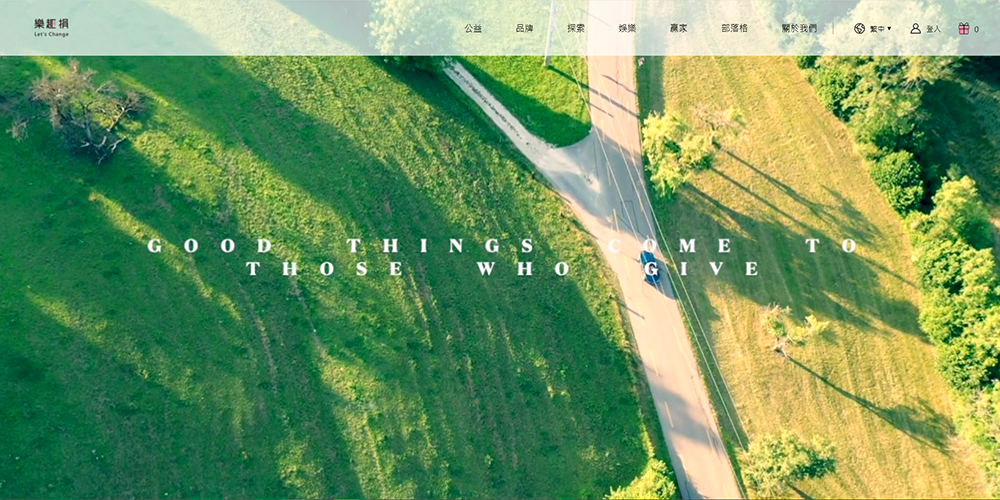 樂趣捐
Let's Change
公益
品牌
探索
娛樂
贏家
部落格
關於我們
繁中 ▾
登入
0
GOOD THINGS COME TO
THOSE WHO GIVE